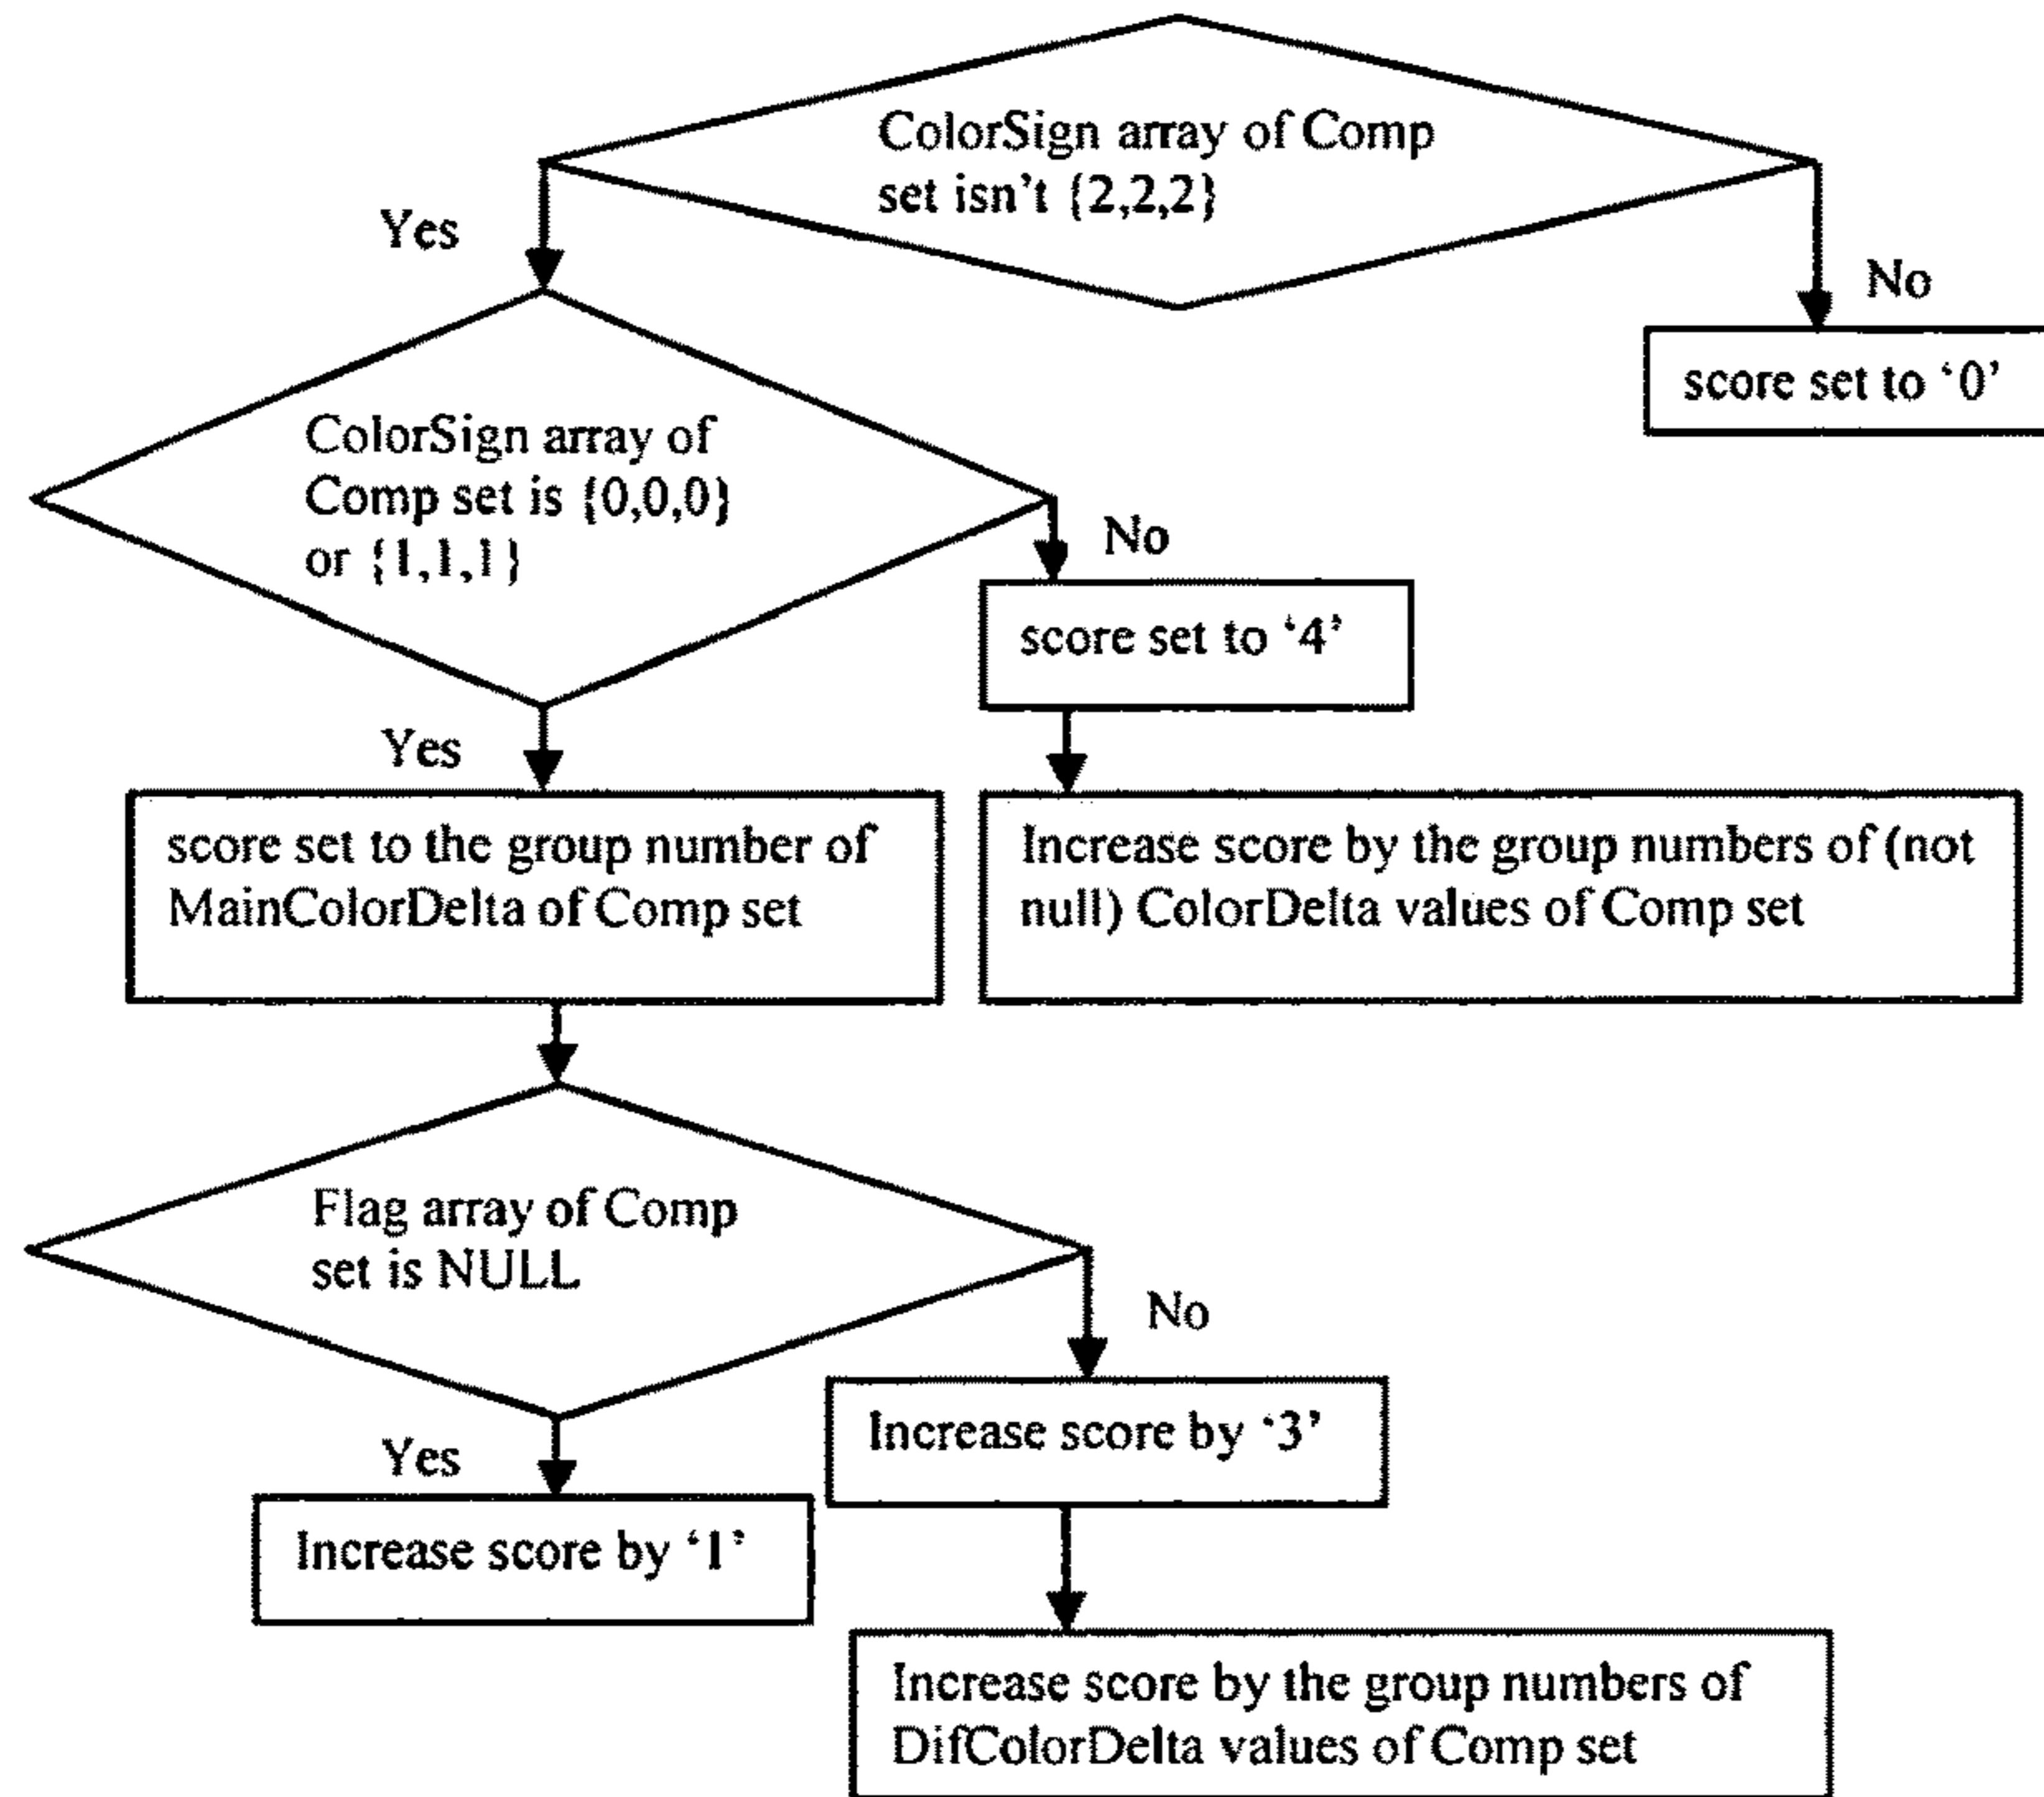 ColorSign array of Comp
set isn't {2,2,2}
Yes
No
score set to ‘0’
ColorSign array of
Comp set is {0,0,0}
or {1,1,1}
No
score set to ‘4’
Yes
score set to the group number of
MainColorDelta of Comp set
Increase score by the group numbers of (not
null) ColorDelta values of Comp set
Flag array of Comp
set is NULL
No
Increase score by ‘3’
Yes
Increase score by ‘1’
Increase score by the group numbers of
DifColorDelta values of Comp set